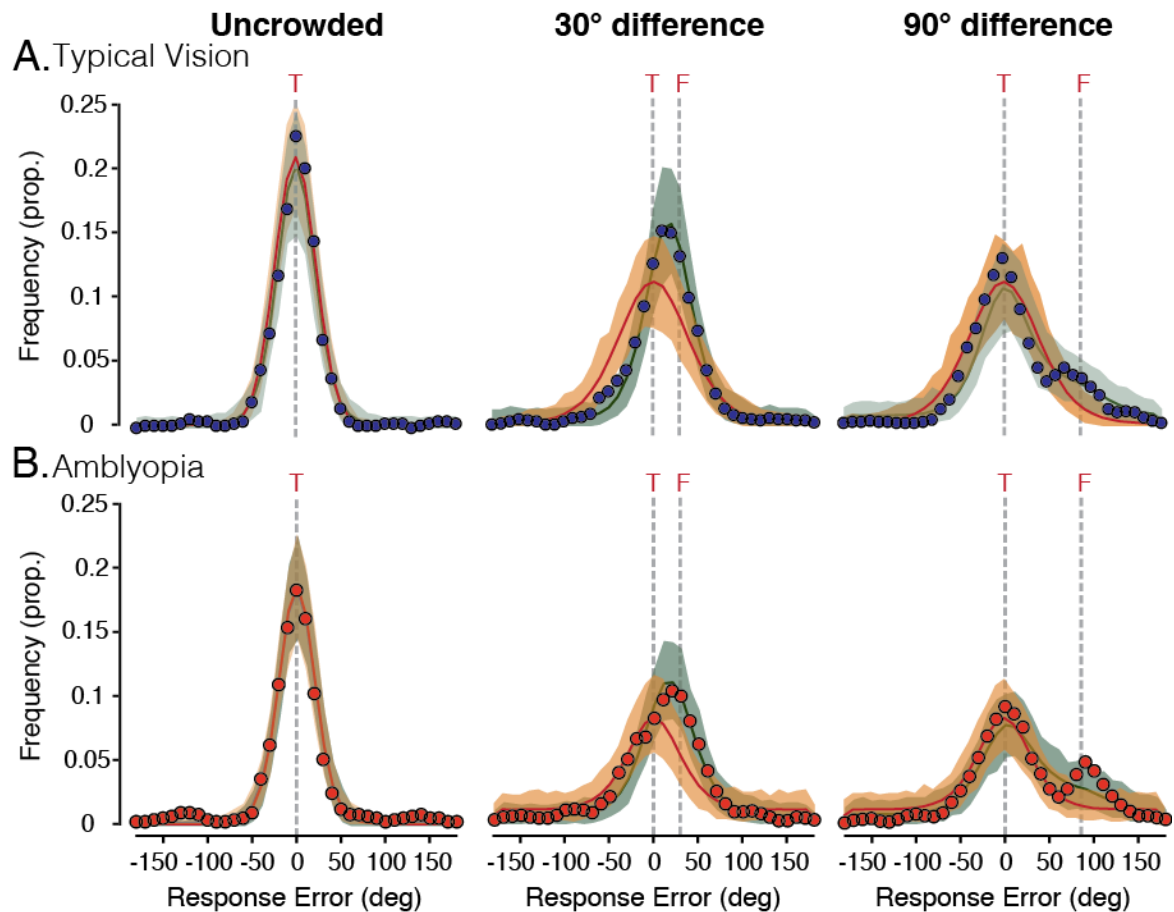 Uncrowded 30° difference 90° difference
A. Typical Vision
T T F T F
0.25
0.2
0.15
0.1
0.05
0
Frequency (prop.)
B. Amblyopia
T T F T F
0.25
0.2
0.15
0.1
0.05
0
Frequency (prop.)
-150 -100 -50 0 50 100 150 -150 -100 -50 0 50 100 150 -150 -100 -50 0 50 100 150
Response Error (deg) Response Error (deg) Response Error (deg)